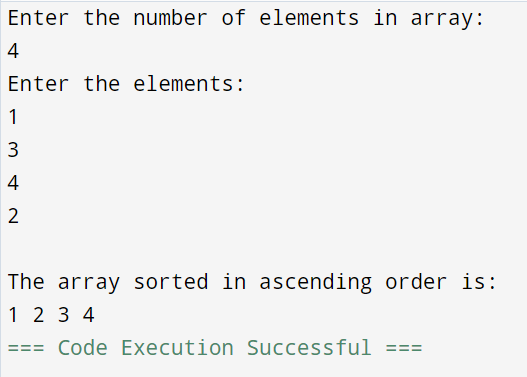 Enter the number of elements in array:
4
Enter the elements:
1
3
4
2
The array sorted in ascending order is:
1 2 3 4
=== Code Execution Successful ===